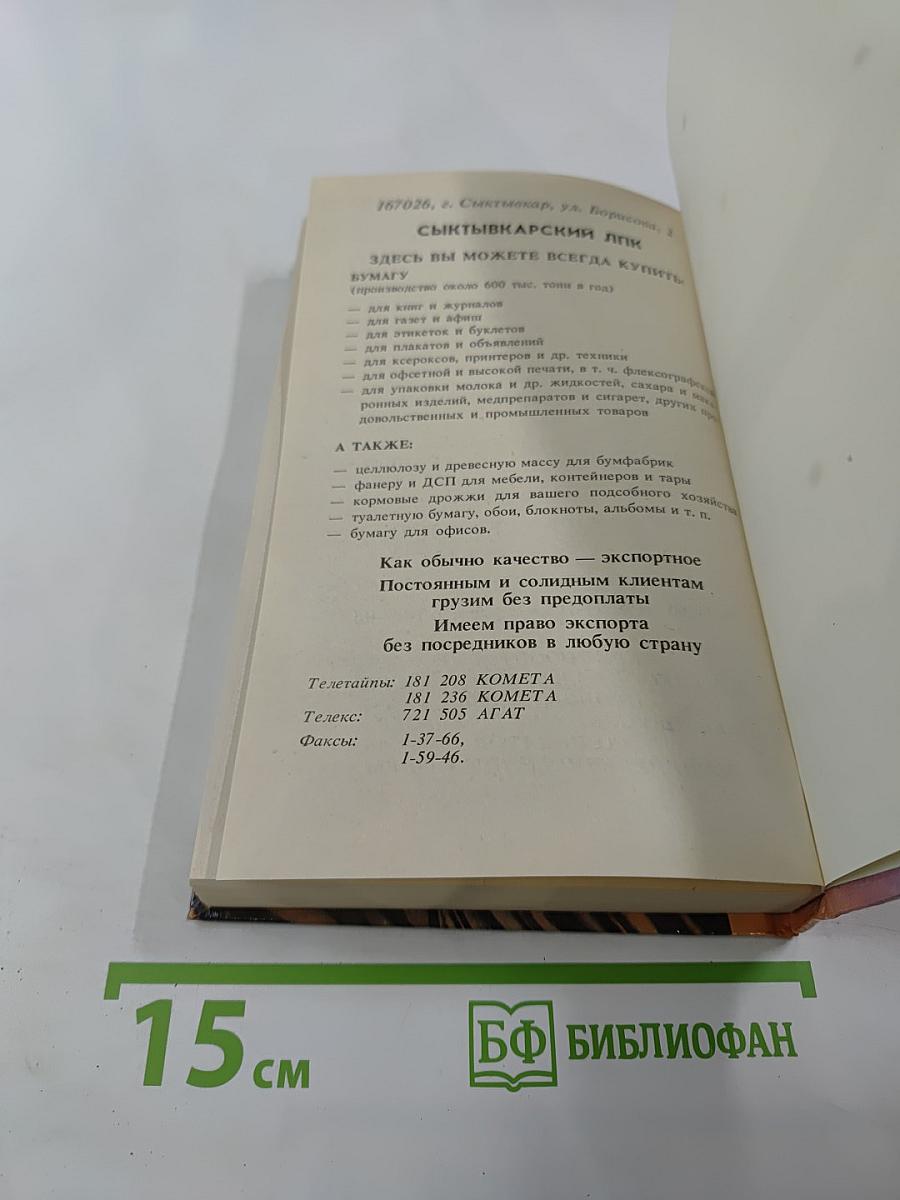 167026, г. Сыктывкар, ул. Борисова, 2
СЫКТЫВКАРСКИЙ ЛПК
ЗДЕСЬ ВЫ МОЖЕТЕ ВСЕГДА КУПИТЬ
БУМАГУ
(производство около 600 тыс. тонн в год)
— для книг и журналов
— для газет и афиш
— для этикеток и буклетов
— для плакатов и объявлений
— для ксероксов, принтеров и др. техники
— для офсетной и высокой печати, в т. ч.
— для упаковки молока и др. жидкостей, сахара и
ронных изделий, медпрепаратов и сигарет, других
довольственных и промышленных товаров
А ТАКЖЕ:
— целлюлозу и древесную массу для бумфабрик
— фанеру и ДСП для мебели, контейнеров и тары
— кормовые дрожжи для вашего подсобного хозяйства
— туалетную бумагу, обои, блокноты, альбомы и т. п.
— бумагу для офисов.
Как обычно качество — экспортное
Постоянным и солидным клиентам
грузим без предоплаты
Имеем право экспорта
без посредников в любую страну
Телетайпы: 181 208 КОМЕТА
181 236 КОМЕТА
Телекс: 721 505 АГАТ
Факсы: 1-37-66,
1-59-46.
15 см
БФ БИБЛИОФАН